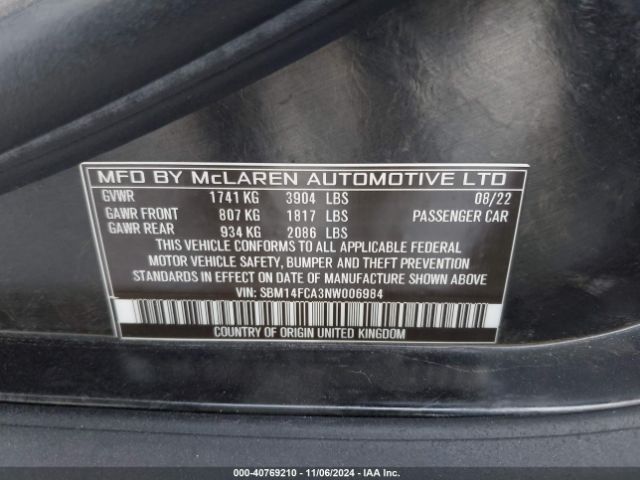 MFD BY McLAREN AUTOMOTIVE LTD
GVWR 1741 KG 3904 LBS 08/22
GAWR FRONT 807 KG 1817 LBS PASSENGER CAR
GAWR REAR 934 KG 2086 LBS
THIS VEHICLE CONFORMS TO ALL APPLICABLE FEDERAL
MOTOR VEHICLE SAFETY, BUMPER AND THEFT PREVENTION
STANDARDS IN EFFECT ON DATE OF MANUFACTURE SHOWN ABOVE
VIN: SBM14FCA3NW006984
COUNTRY OF ORIGIN UNITED KINGDOM
000-40769210 - 11/06/2024 - IAAI.COM